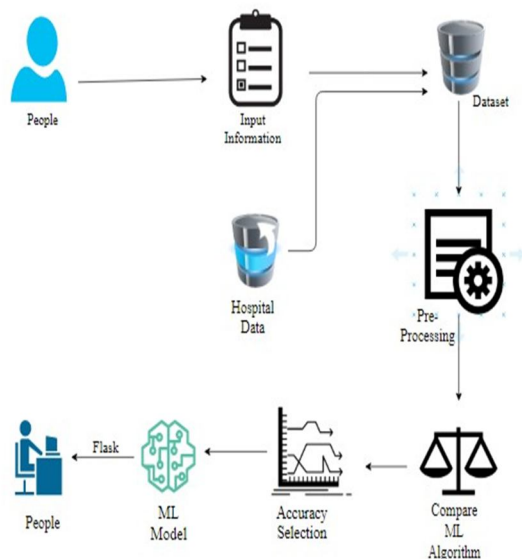 People
Input
Information
Dataset
Hospital
Data
Pre-
Processing
Compare
ML
Algorithm
Accuracy
Selection
ML
Model
Flask
People